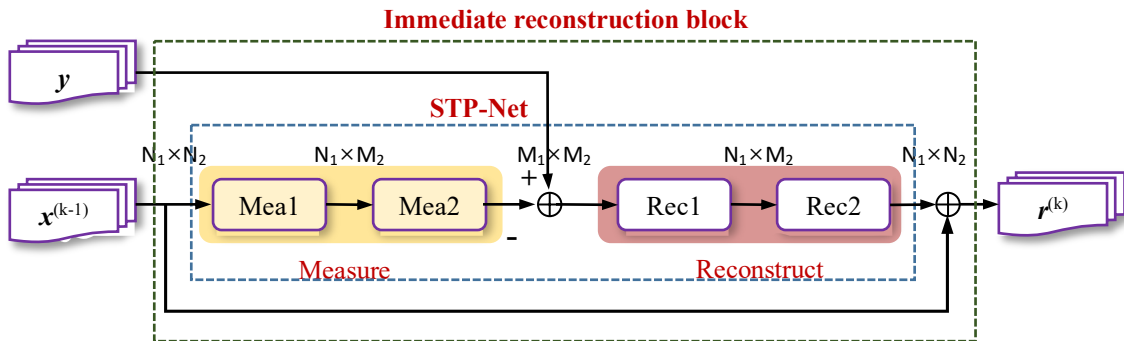 Immediate reconstruction block
y
STP-Net
N₁×N₂
N₁×M₂
M₁×M₂
N₁×M₂
N₁×N₂
x⁽ᵏ⁻¹⁾
Mea1
Mea2
+
-
Rec1
Rec2
r⁽ᵏ⁾
Measure
Reconstruct